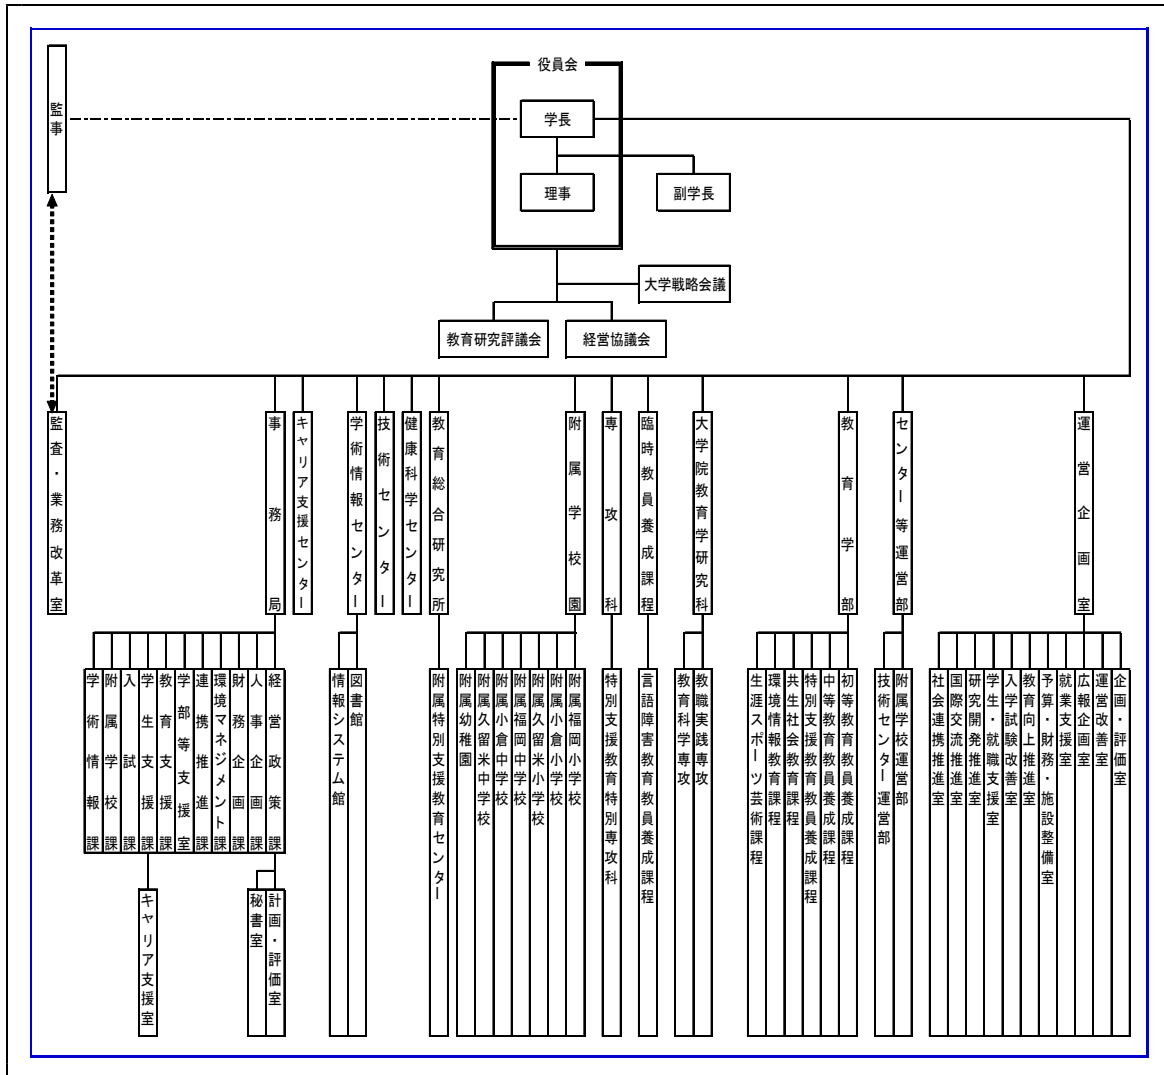 役員会
監事
学長
理事
副学長
大学戦略会議
教育研究評議会
経営協議会
運営企画室
センター等運営部
教育学部
大学院教育学研究科
臨時教員養成課程
専攻科
附属学校園
教育総合研究所
健康科学センター
技術センター
学術情報センター
キャリア支援センター
事務局
監査・業務改革室
企画・評価室
運営改善室
広報企画室
就業支援室
予算・財務・施設整備室
教育向上推進室
入学試験改善室
学生・就職支援室
研究開発推進室
国際交流推進室
社会連携推進室
附属学校運営部
技術センター運営部
初等教育教員養成課程
中等教育教員養成課程
特別支援教育教員養成課程
共生社会教育課程
環境情報教育課程
生涯スポーツ芸術課程
教職実践専攻
教育科学専攻
言語障害教育教員養成課程
特別支援教育特別専攻科
附属福岡小学校
附属小倉小学校
附属久留米小学校
附属福岡中学校
附属小倉中学校
附属久留米中学校
附属幼稚園
附属特別支援教育センター
図書館
情報システム館
経営政策課
人事企画課
財務企画課
環境マネジメント課
連携推進課
学部等支援室
教育支援課
学生支援課
入試課
附属学校課
学術情報課
計画・評価室
秘書室
キャリア支援室